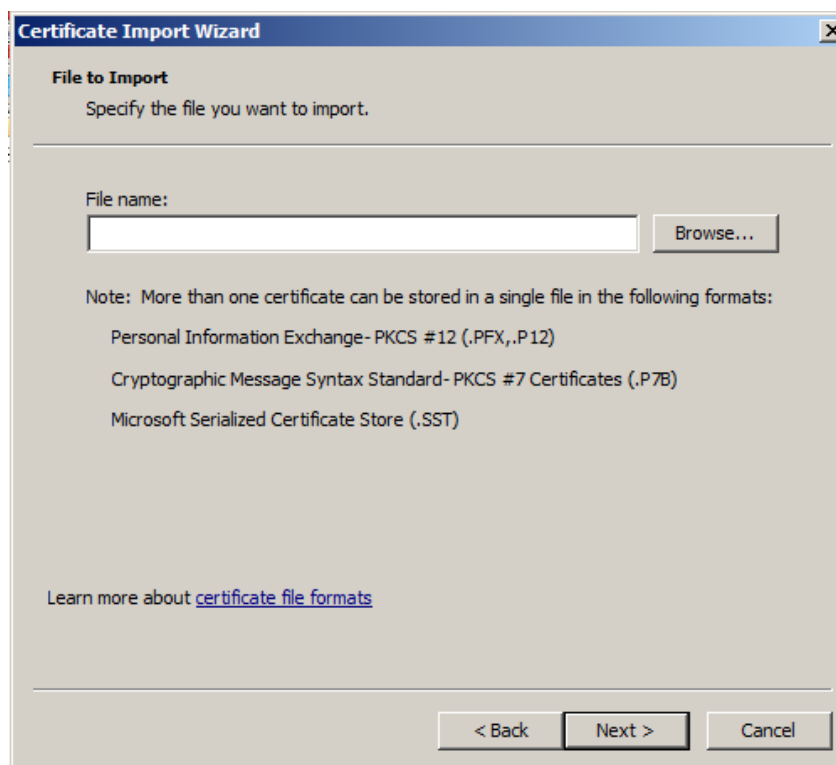 Certificate Import Wizard
File to Import
Specify the file you want to import.
File name:
Browse...
Note: More than one certificate can be stored in a single file in the following formats:
Personal Information Exchange- PKCS #12 (.PFX,.P12)
Cryptographic Message Syntax Standard- PKCS #7 Certificates (.P7B)
Microsoft Serialized Certificate Store (.SST)
Learn more about certificate file formats
< Back Next > Cancel